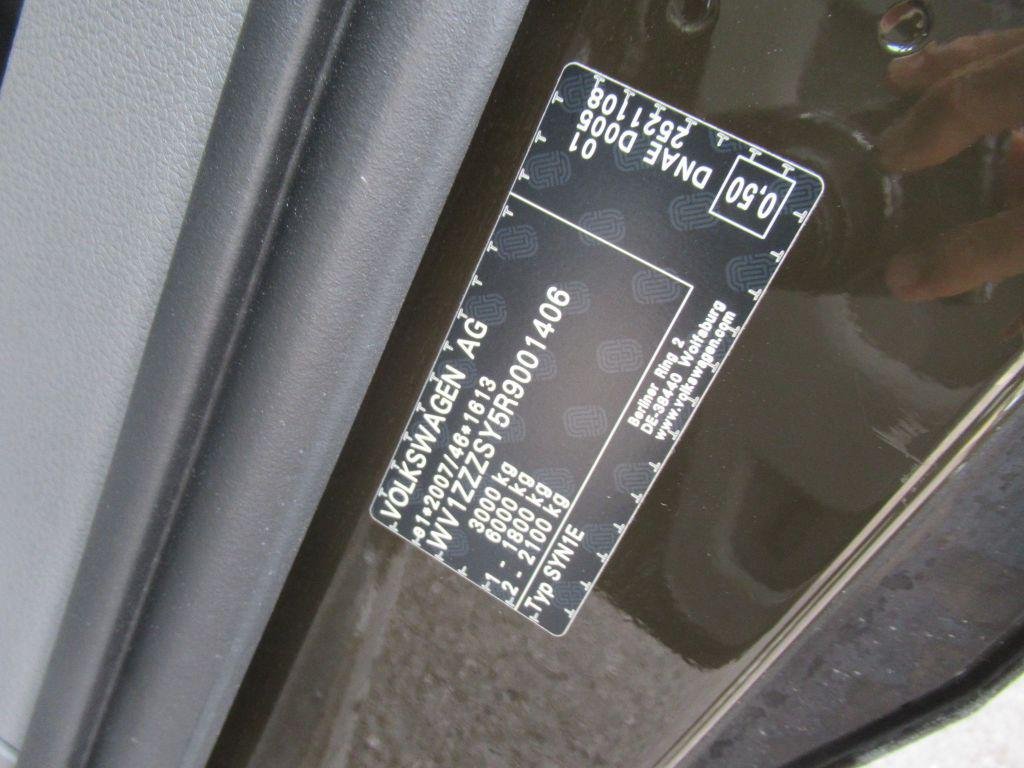 VOLKSWAGEN AG
e1*2007/46*1613
WV1ZZZSY5R9001406
3000 kg
6000 kg
1 - 1800 kg
2 - 2100 kg
Typ SYN1E
Berliner Ring 2
DE-38440 Wolfsburg
www.volkswagen.com
01
DNAE D005
2521108
0,50